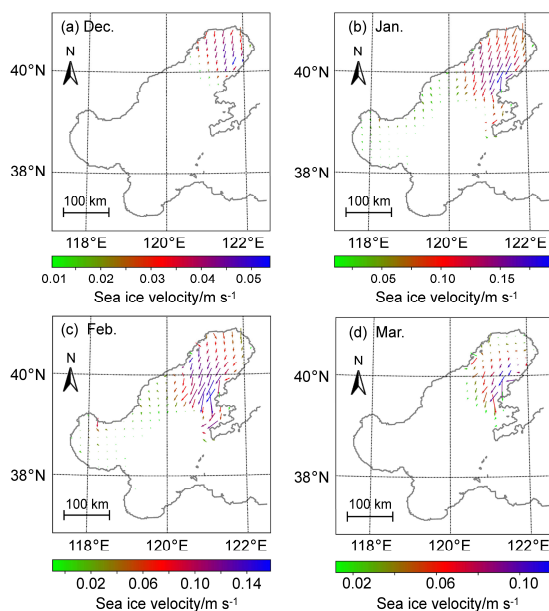 (a) Dec.
N
40°N
38°N
100 km
118°E 120°E 122°E
0.01 0.02 0.03 0.04 0.05
Sea ice velocity/m s⁻¹
(b) Jan.
N
40°N
38°N
100 km
118°E 120°E 122°E
0.05 0.10 0.15
Sea ice velocity/m s⁻¹
(c) Feb.
N
40°N
38°N
100 km
118°E 120°E 122°E
0.02 0.06 0.10 0.14
Sea ice velocity/m s⁻¹
(d) Mar.
N
40°N
38°N
100 km
118°E 120°E 122°E
0.02 0.06 0.10
Sea ice velocity/m s⁻¹